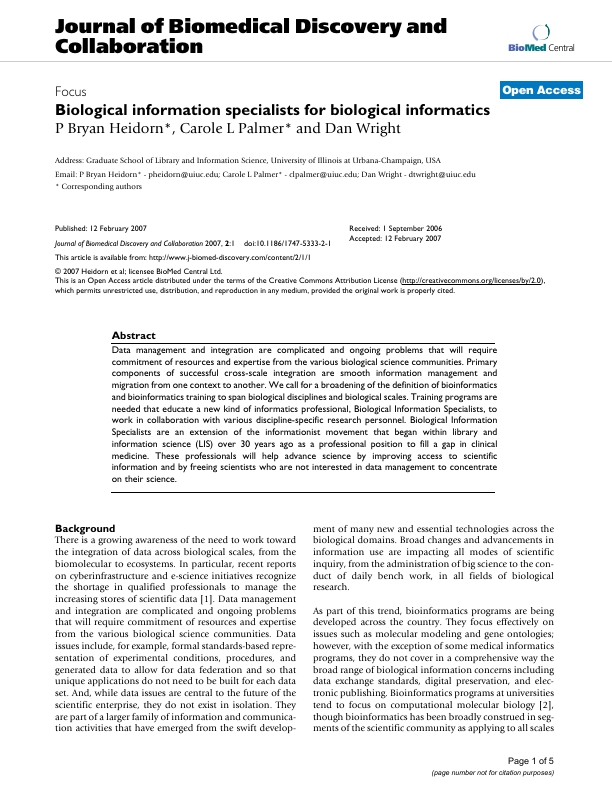 Journal of Biomedical Discovery and
Collaboration
BioMed Central
Focus
Open Access
Biological information specialists for biological informatics
P Bryan Heidorn*, Carole L Palmer* and Dan Wright
Address: Graduate School of Library and Information Science, University of Illinois at Urbana-Champaign, USA
Email: P Bryan Heidorn* - pheidorn@uiuc.edu; Carole L Palmer* - clpalmer@uiuc.edu; Dan Wright - dtwright@uiuc.edu
* Corresponding authors
Published: 12 February 2007
Journal of Biomedical Discovery and Collaboration 2007, 2:1 doi:10.1186/1747-5333-2-1
Received: 1 September 2006
Accepted: 12 February 2007
This article is available from: http://www.j-biomed-discovery.com/content/2/1/1
© 2007 Heidorn et al; licensee BioMed Central Ltd.
This is an Open Access article distributed under the terms of the Creative Commons Attribution License (http://creativecommons.org/licenses/by/2.0),
which permits unrestricted use, distribution, and reproduction in any medium, provided the original work is properly cited.
Abstract
Data management and integration are complicated and ongoing problems that will require
commitment of resources and expertise from the various biological science communities. Primary
components of successful cross-scale integration are smooth information management and
migration from one context to another. We call for a broadening of the definition of bioinformatics
and bioinformatics training to span biological disciplines and biological scales. Training programs are
needed that educate a new kind of informatics professional, Biological Information Specialists, to
work in collaboration with various discipline-specific research personnel. Biological Information
Specialists are an extension of the informationist movement that began within library and
information science (LIS) over 30 years ago as a professional position to fill a gap in clinical
medicine. These professionals will help advance science by improving access to scientific
information and by freeing scientists who are not interested in data management to concentrate
on their science.
Background
There is a growing awareness of the need to work toward
the integration of data across biological scales, from the
biomolecular to ecosystems. In particular, recent reports
on cyberinfrastructure and e-science initiatives recognize
the shortage in qualified professionals to manage the
increasing stores of scientific data [1]. Data management
and integration are complicated and ongoing problems
that will require commitment of resources and expertise
from the various biological science communities. Data
issues include, for example, formal standards-based repre-
sentation of experimental conditions, procedures, and
generated data to allow for data federation and so that
unique applications do not need to be built for each data
set. And, while data issues are central to the future of the
scientific enterprise, they do not exist in isolation. They
are part of a larger family of information and communica-
tion activities that have emerged from the swift develop-
ment of many new and essential technologies across the
biological domains. Broad changes and advancements in
information use are impacting all modes of scientific
inquiry, from the administration of big science to the con-
duct of daily bench work, in all fields of biological
research.
As part of this trend, bioinformatics programs are being
developed across the country. They focus effectively on
issues such as molecular modeling and gene ontologies;
however, with the exception of some medical informatics
programs, they do not cover in a comprehensive way the
broad range of biological information concerns including
data exchange standards, digital preservation, and elec-
tronic publishing. Bioinformatics programs at universities
tend to focus on computational molecular biology [2],
though bioinformatics has been broadly construed in seg-
ments of the scientific community as applying to all scales
Page 1 of 5
(page number not for citation purposes)